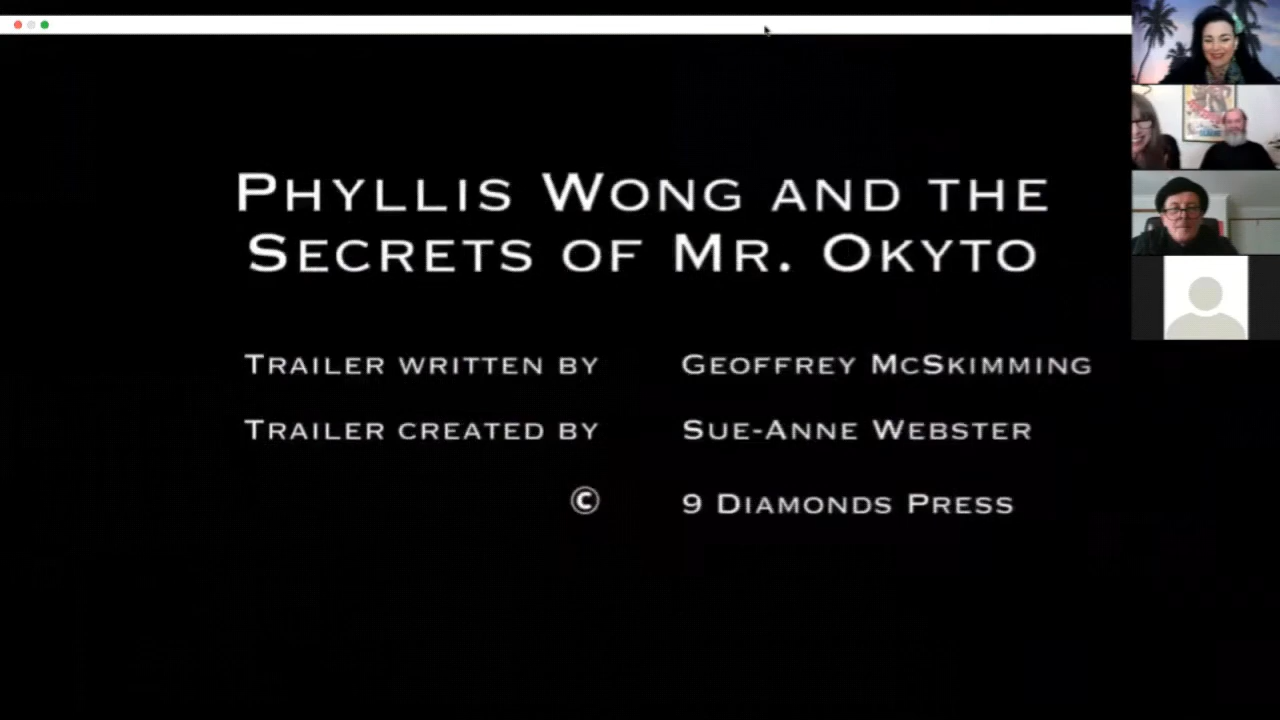 Phyllis Wong and the
Secrets of Mr. Okyto
Trailer written by Geoffrey McSkimming
Trailer created by Sue-Anne Webster
© 9 Diamonds Press